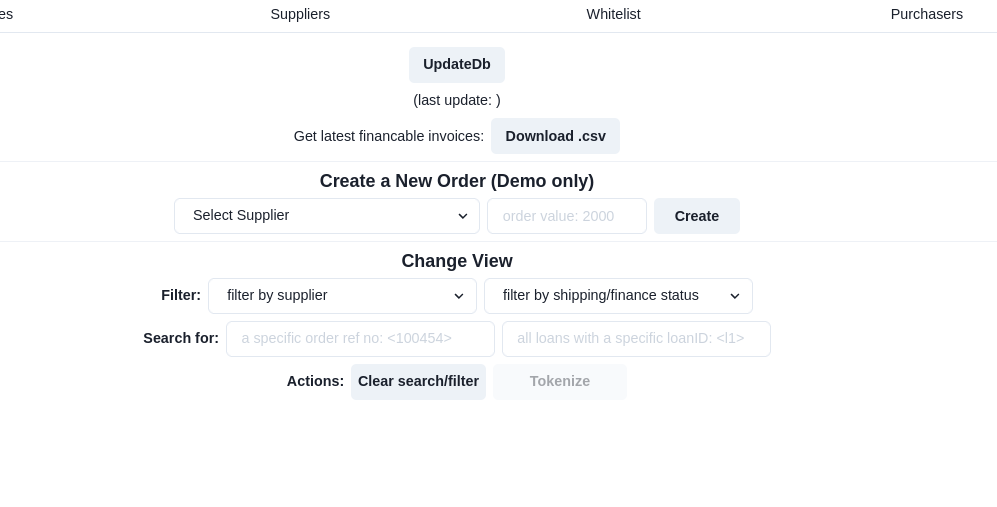 es Suppliers Whitelist Purchasers
UpdateDb
(last update: )
Get latest financable invoices: Download .csv
Create a New Order (Demo only)
Select Supplier order value: 2000 Create
Change View
Filter: filter by supplier filter by shipping/finance status
Search for: a specific order ref no: <100454> all loans with a specific loanID: <l1>
Actions: Clear search/filter Tokenize